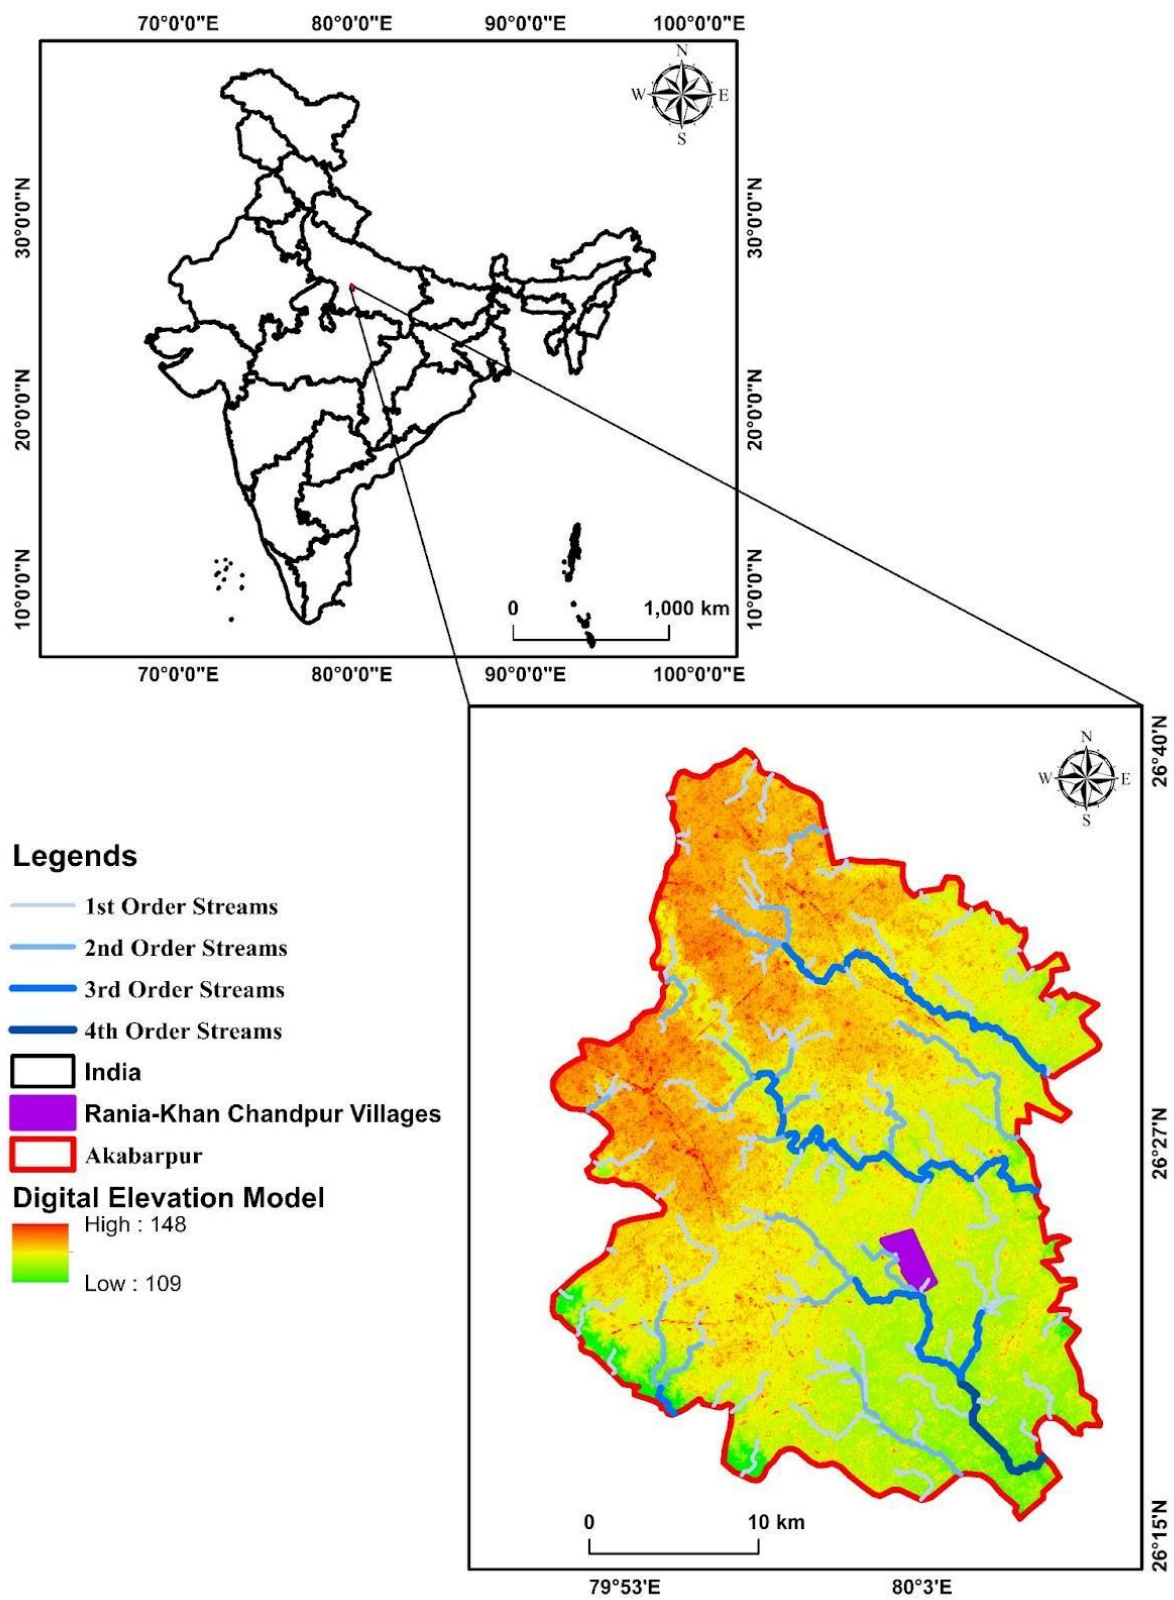 70°0'0"E 80°0'0"E 90°0'0"E 100°0'0"E
N
W E
S
30°0'0"N 30°0'0"N
20°0'0"N 20°0'0"N
10°0'0"N 10°0'0"N
0 1,000 km
70°0'0"E 80°0'0"E 90°0'0"E 100°0'0"E
26°40'N
N
W E
S
Legends
1st Order Streams
2nd Order Streams
3rd Order Streams
4th Order Streams
India
Rania-Khan Chandpur Villages
Akabarpur
Digital Elevation Model
High : 148
Low : 109
26°27'N
26°15'N
0 10 km
79°53'E 80°3'E